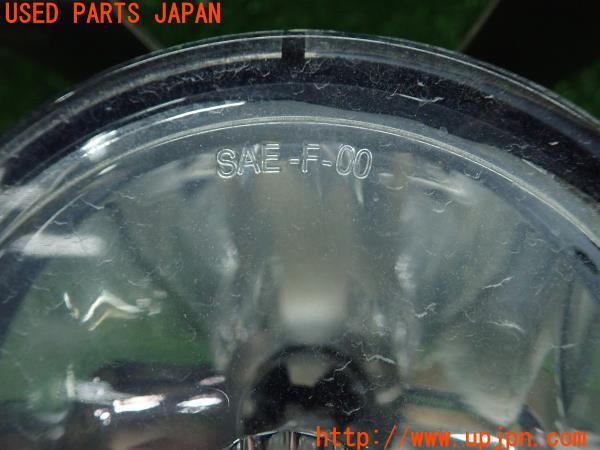 USED PARTS JAPAN
SAE-F-00
http://www.upjpn.com/